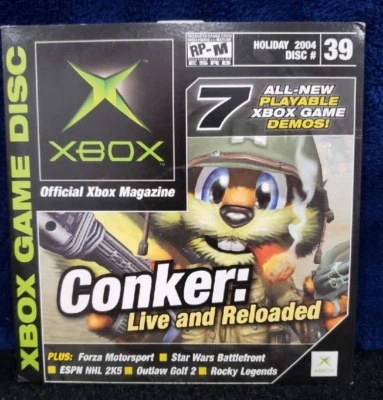 XBOX GAME DISC
XBOX
Official Xbox Magazine
RP-M
ESRB
HOLIDAY 2004
DISC # 39
7 ALL-NEW
PLAYABLE
XBOX GAME
DEMOS!
Conker:
Live and Reloaded
PLUS: Forza Motorsport ■ Star Wars Battlefront
■ ESPN NHL 2K5 ■ Outlaw Golf 2 ■ Rocky Legends